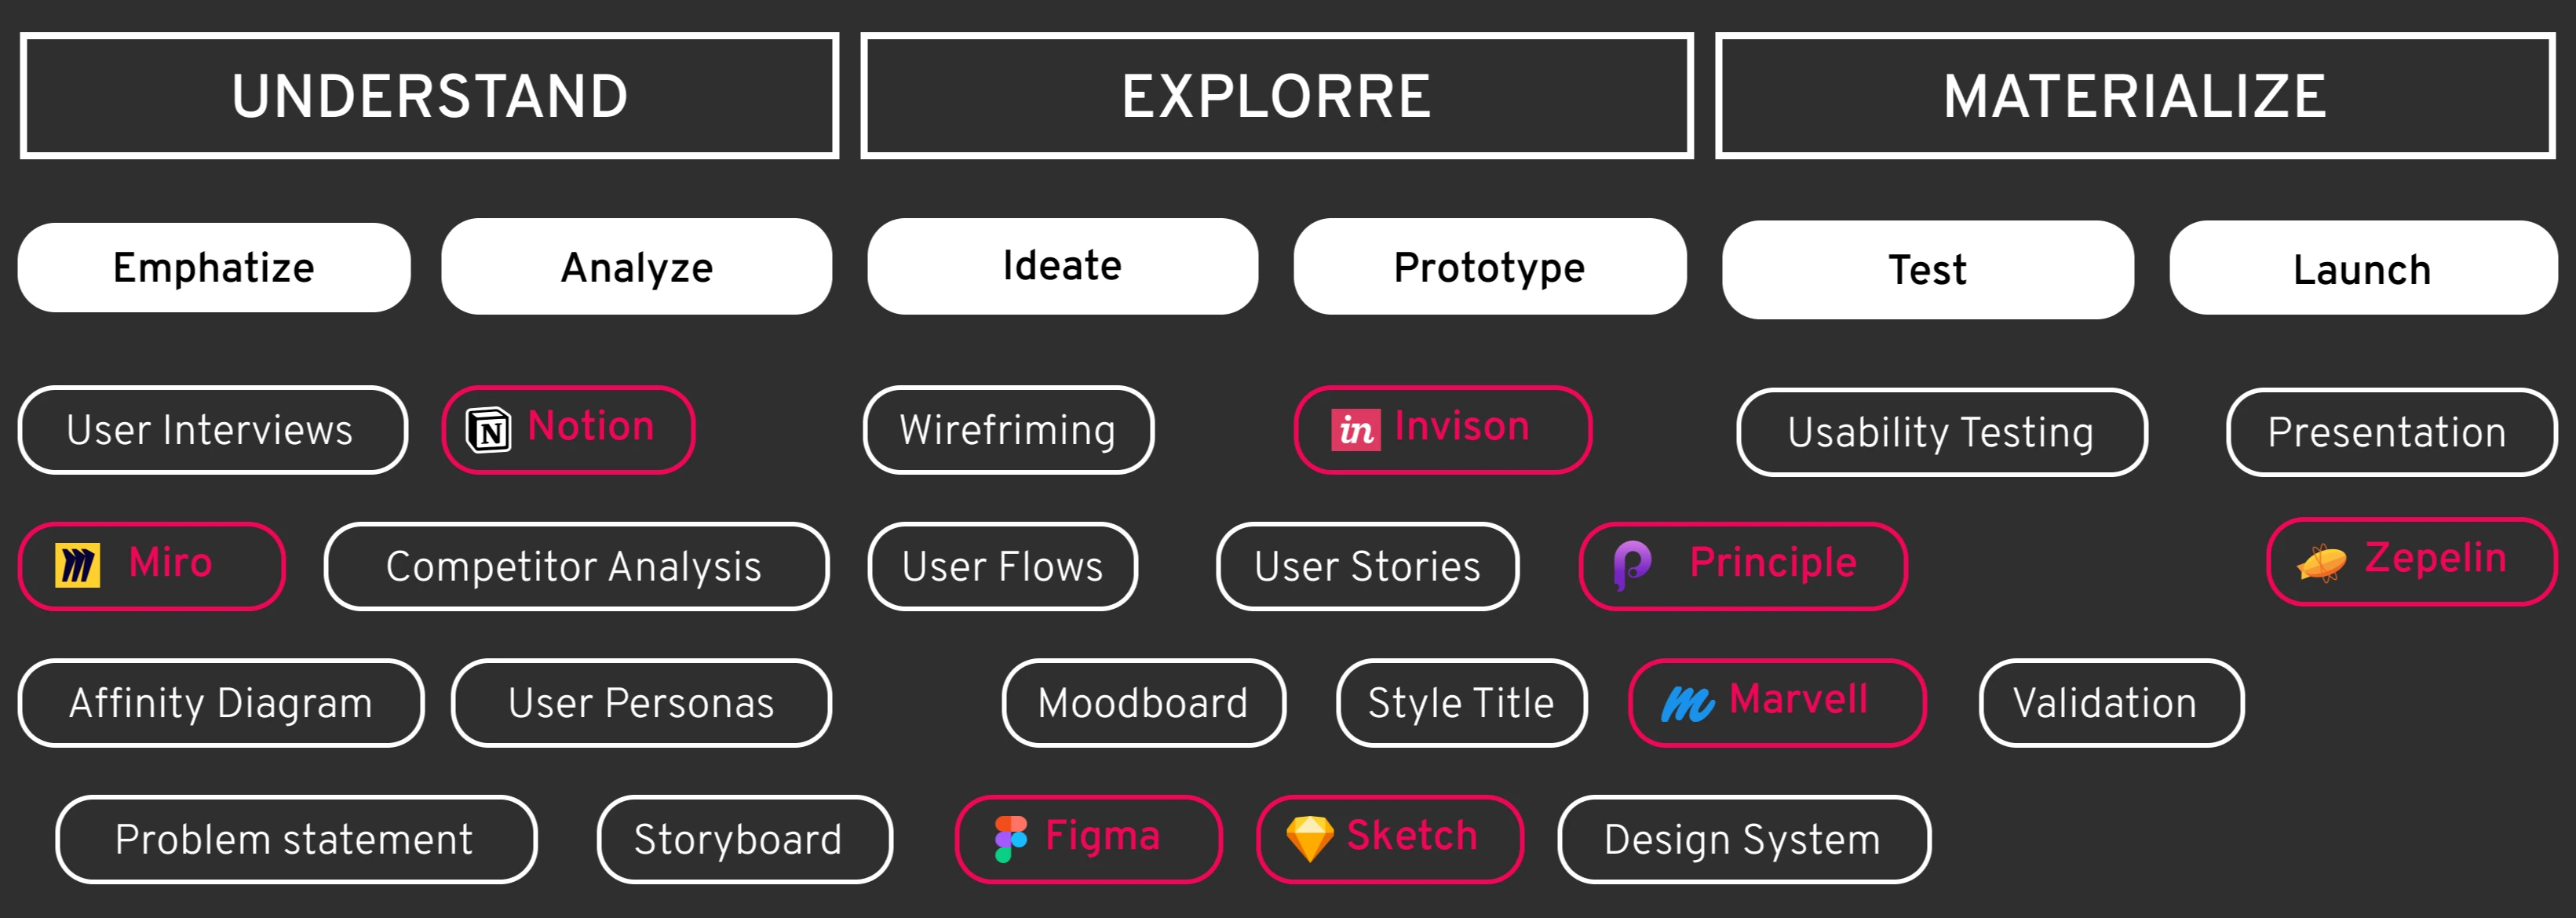 UNDERSTAND
EXPLORRE
MATERIALIZE
Emphatize
Analyze
Ideate
Prototype
Test
Launch
User Interviews
N Notion
Wirefriming
in Invison
Usability Testing
Presentation
Miro
Competitor Analysis
User Flows
User Stories
Principle
Zepelin
Affinity Diagram
User Personas
Moodboard
Style Title
Marvell
Validation
Problem statement
Storyboard
Figma
Sketch
Design System